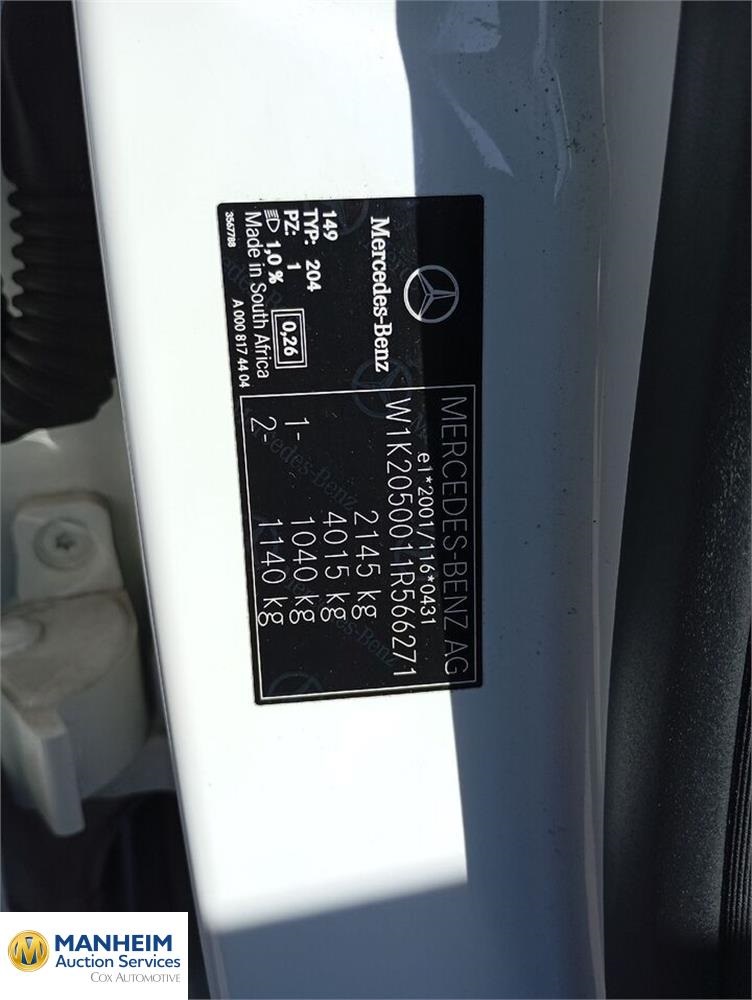 Mercedes-Benz
149
TYP: 204
PZ: 1
1,0 %
0,26
Made in South Africa
3567788
A 000 817 44 04
MERCEDES-BENZ AG
e1*2001/116*0431
W1K2050011R566271
2145 kg
4015 kg
1- 1040 kg
2- 1140 kg
MANHEIM
Auction Services
COX AUTOMOTIVE